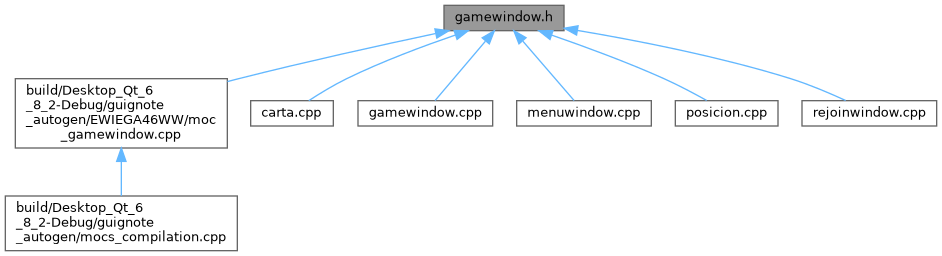 gamewindow.h
build/Desktop_Qt_6
_8_2-Debug/guignote
_autogen/EWIEGA46WW/moc
_gamewindow.cpp
carta.cpp
gamewindow.cpp
menuwindow.cpp
posicion.cpp
rejoinwindow.cpp
build/Desktop_Qt_6
_8_2-Debug/guignote
_autogen/mocs_compilation.cpp